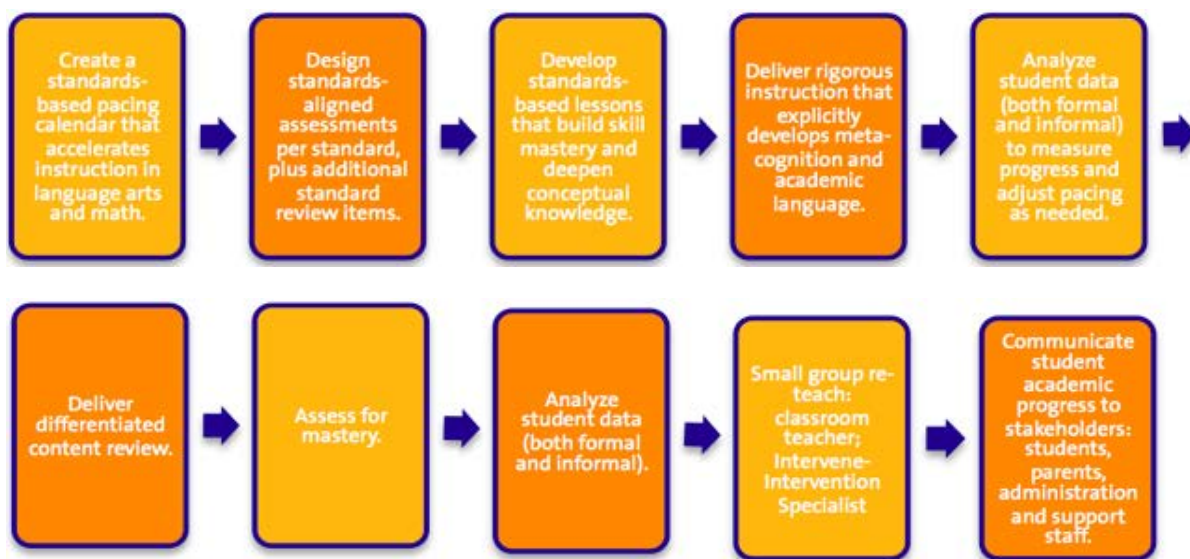 Create a
standards-
based pacing
calendar that
accelerates
instruction in
language arts
and math.
Design
standards-
aligned
assessments
per standard,
plus additional
standard
review items.
Develop
standards-
based lessons
that build skill
mastery and
deepen
conceptual
knowledge.
Deliver rigorous
instruction that
explicitly
develops meta-
cognition and
academic
language.
Analyze
student data
(both formal
and informal)
to measure
progress and
adjust pacing
as needed.
Deliver
differentiated
content review.
Assess for
mastery.
Analyze
student data
(both formal
and informal).
Small group re-
teach:
classroom
teacher;
Intervene-
Intervention
Specialist
Communicate
student
academic
progress to
stakeholders:
students,
parents,
administration
and support
staff.